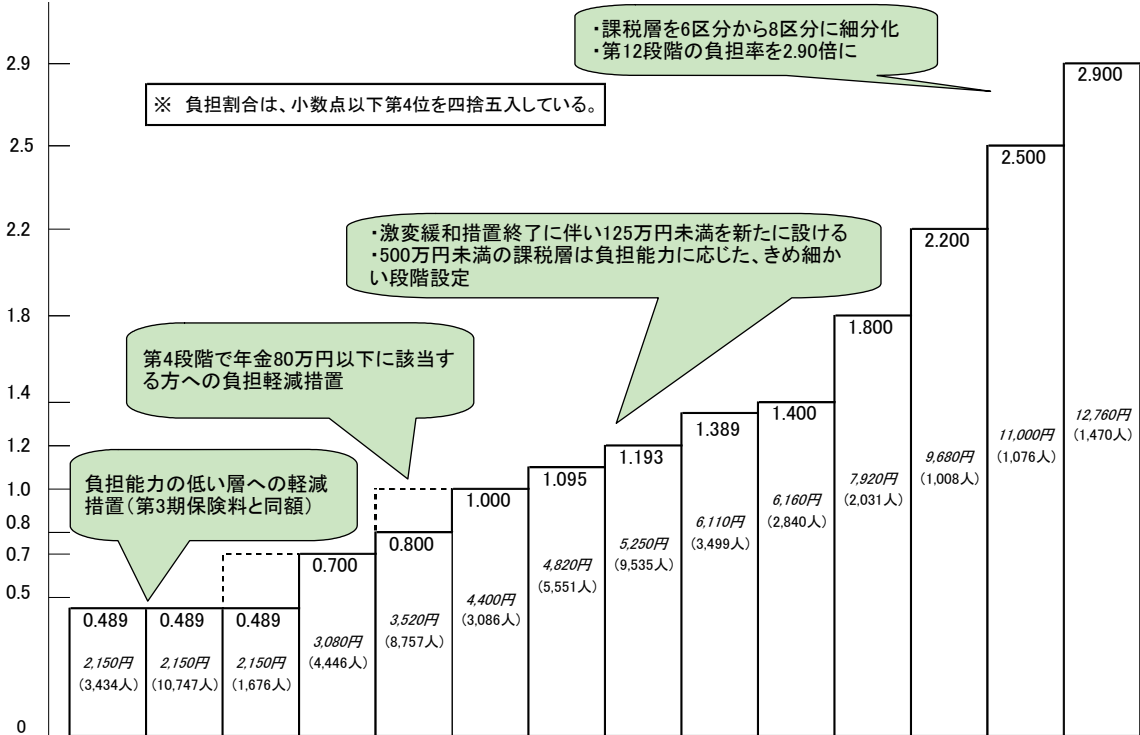 ・課税層を6区分から8区分に細分化
・第12段階の負担率を2.90倍に
※ 負担割合は、小数点以下第4位を四捨五入している。
・激変緩和措置終了に伴い125万円未満を新たに設ける
・500万円未満の課税層は負担能力に応じた、きめ細か
い段階設定
第4段階で年金80万円以下に該当す
る方への負担軽減措置
負担能力の低い層への軽減
措置(第3期保険料と同額)
2.9
2.5
2.2
1.8
1.4
1.2
1.0
0.8
0.7
0.5
0
0.489
2,150円
(3,434人)
0.489
2,150円
(10,747人)
0.489
2,150円
(1,676人)
0.700
3,080円
(4,446人)
0.800
3,520円
(8,757人)
1.000
4,400円
(3,086人)
1.095
4,820円
(5,551人)
1.193
5,250円
(9,535人)
1.389
6,110円
(3,499人)
1.400
6,160円
(2,840人)
1.800
7,920円
(2,031人)
2.200
9,680円
(1,008人)
2.500
11,000円
(1,076人)
2.900
12,760円
(1,470人)